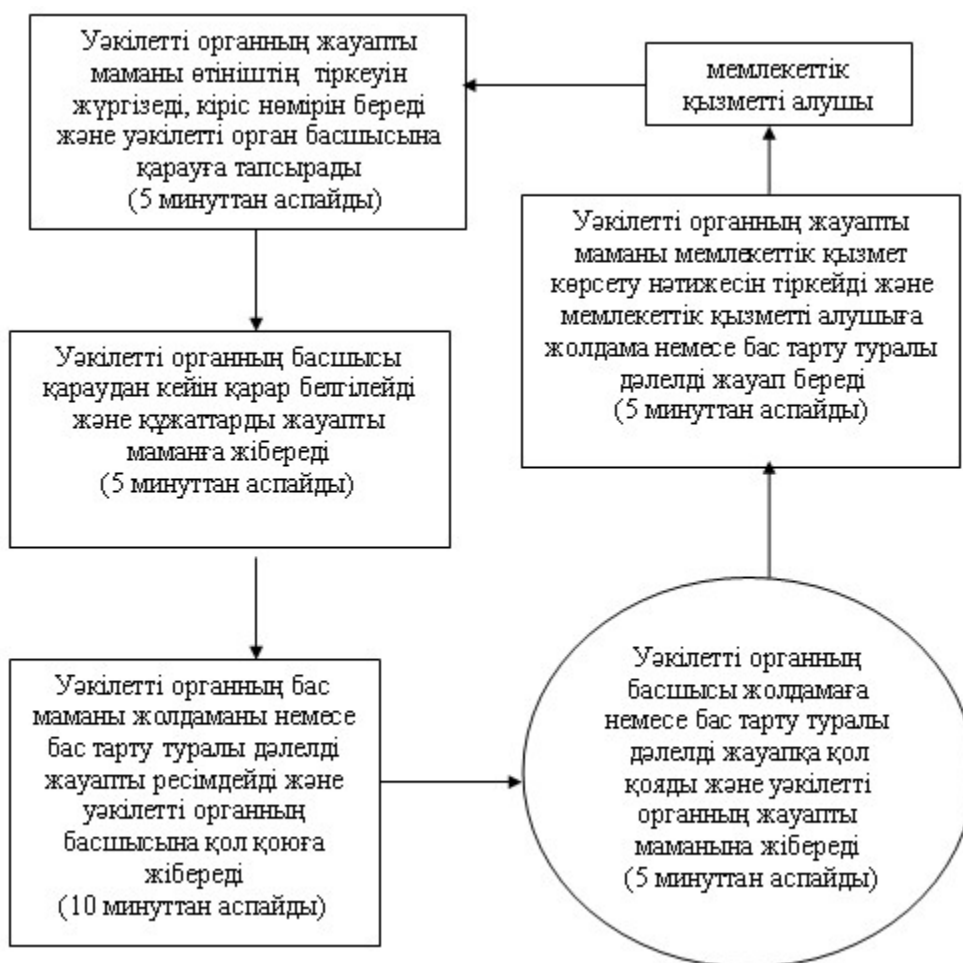 Уәкілетті органның жауапты
маманы өтініштің тіркеуін
жүргізеді, кіріс нөмірін береді
және уәкілетті орган басшысына
қарауға тапсырады
(5 минуттан аспайды)
мемлекеттік
қызметті алушы
Уәкілетті органның жауапты
маманы мемлекеттік қызмет
көрсету нәтижесін тіркейді және
мемлекеттік қызметті алушыға
жолдама немесе бас тарту туралы
дәлелді жауап береді
(5 минуттан аспайды)
Уәкілетті органның басшысы
қараудан кейін қарар белгілейді
және құжаттарды жауапты
маманға жібереді
(5 минуттан аспайды)
Уәкілетті органның бас
маманы жолдаманы немесе
бас тарту туралы дәлелді
жауапты ресімдейді және
уәкілетті органның
басшысына қол қоюға
жібереді
(10 минуттан аспайды)
Уәкілетті органның
басшысы жолдамаға
немесе бас тарту туралы
дәлелді жауапқа қол
қояды және уәкілетті
органның жауапты
маманына жібереді
(5 минуттан аспайды)